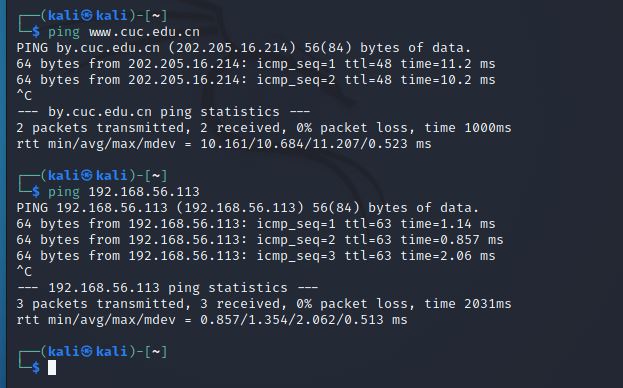 ┌──(kali㉿kali)-[~]
└─$ ping www.cuc.edu.cn
PING by.cuc.edu.cn (202.205.16.214) 56(84) bytes of data.
64 bytes from 202.205.16.214: icmp_seq=1 ttl=48 time=11.2 ms
64 bytes from 202.205.16.214: icmp_seq=2 ttl=48 time=10.2 ms
^C
--- by.cuc.edu.cn ping statistics ---
2 packets transmitted, 2 received, 0% packet loss, time 1000ms
rtt min/avg/max/mdev = 10.161/10.684/11.207/0.523 ms
┌──(kali㉿kali)-[~]
└─$ ping 192.168.56.113
PING 192.168.56.113 (192.168.56.113) 56(84) bytes of data.
64 bytes from 192.168.56.113: icmp_seq=1 ttl=63 time=1.14 ms
64 bytes from 192.168.56.113: icmp_seq=2 ttl=63 time=0.857 ms
64 bytes from 192.168.56.113: icmp_seq=3 ttl=63 time=2.06 ms
^C
--- 192.168.56.113 ping statistics ---
3 packets transmitted, 3 received, 0% packet loss, time 2031ms
rtt min/avg/max/mdev = 0.857/1.354/2.062/0.513 ms
┌──(kali㉿kali)-[~]
└─$